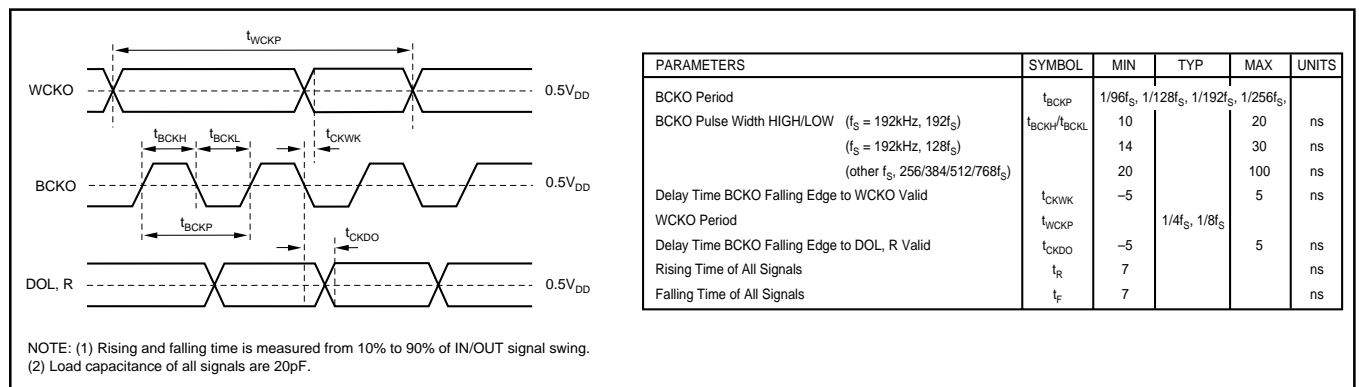 tWCKP
WCKO
0.5VDD
tBCKH
tBCKL
tCKWK
BCKO
0.5VDD
tBCKP
tCKDO
DOL, R
0.5VDD
NOTE: (1) Rising and falling time is measured from 10% to 90% of IN/OUT signal swing.
(2) Load capacitance of all signals are 20pF.
PARAMETERS SYMBOL MIN TYP MAX UNITS
BCKO Period tBCKP 1/96fS, 1/128fS, 1/192fS, 1/256fS,
BCKO Pulse Width HIGH/LOW (fS = 192kHz, 192fS) tBCKH/tBCKL 10 20 ns
(fS = 192kHz, 128fS) 14 30 ns
(other fS, 256/384/512/768fS) 20 100 ns
Delay Time BCKO Falling Edge to WCKO Valid tCKWK –5 5 ns
WCKO Period tWCKP 1/4fS, 1/8fS
Delay Time BCKO Falling Edge to DOL, R Valid tCKDO –5 5 ns
Rising Time of All Signals tR 7 ns
Falling Time of All Signals tF 7 ns